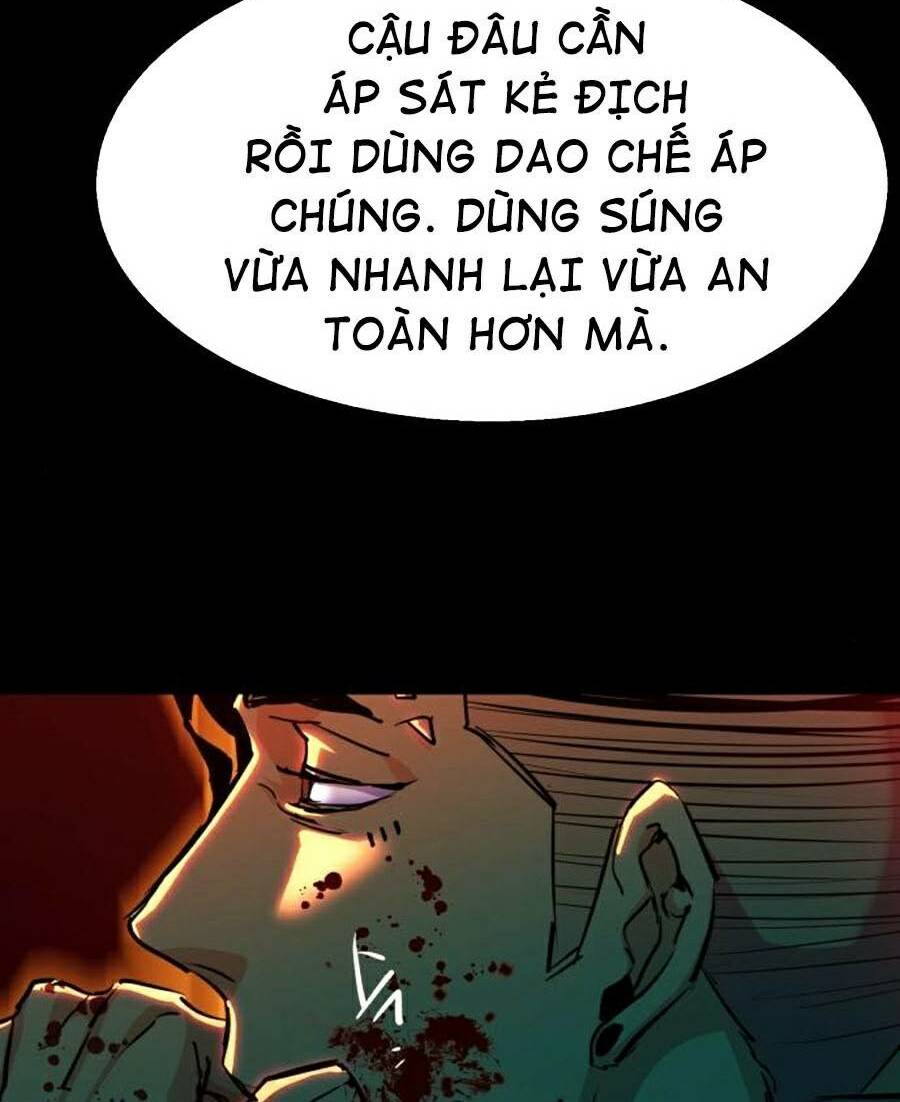 CẬU ĐÂU CẦN
ÁP SÁT KẺ ĐỊCH
RỒI DÙNG DAO CHẾ ÁP
CHÚNG. DÙNG SÚNG
VỪA NHANH LẠI VỪA AN
TOÀN HƠN MÀ.